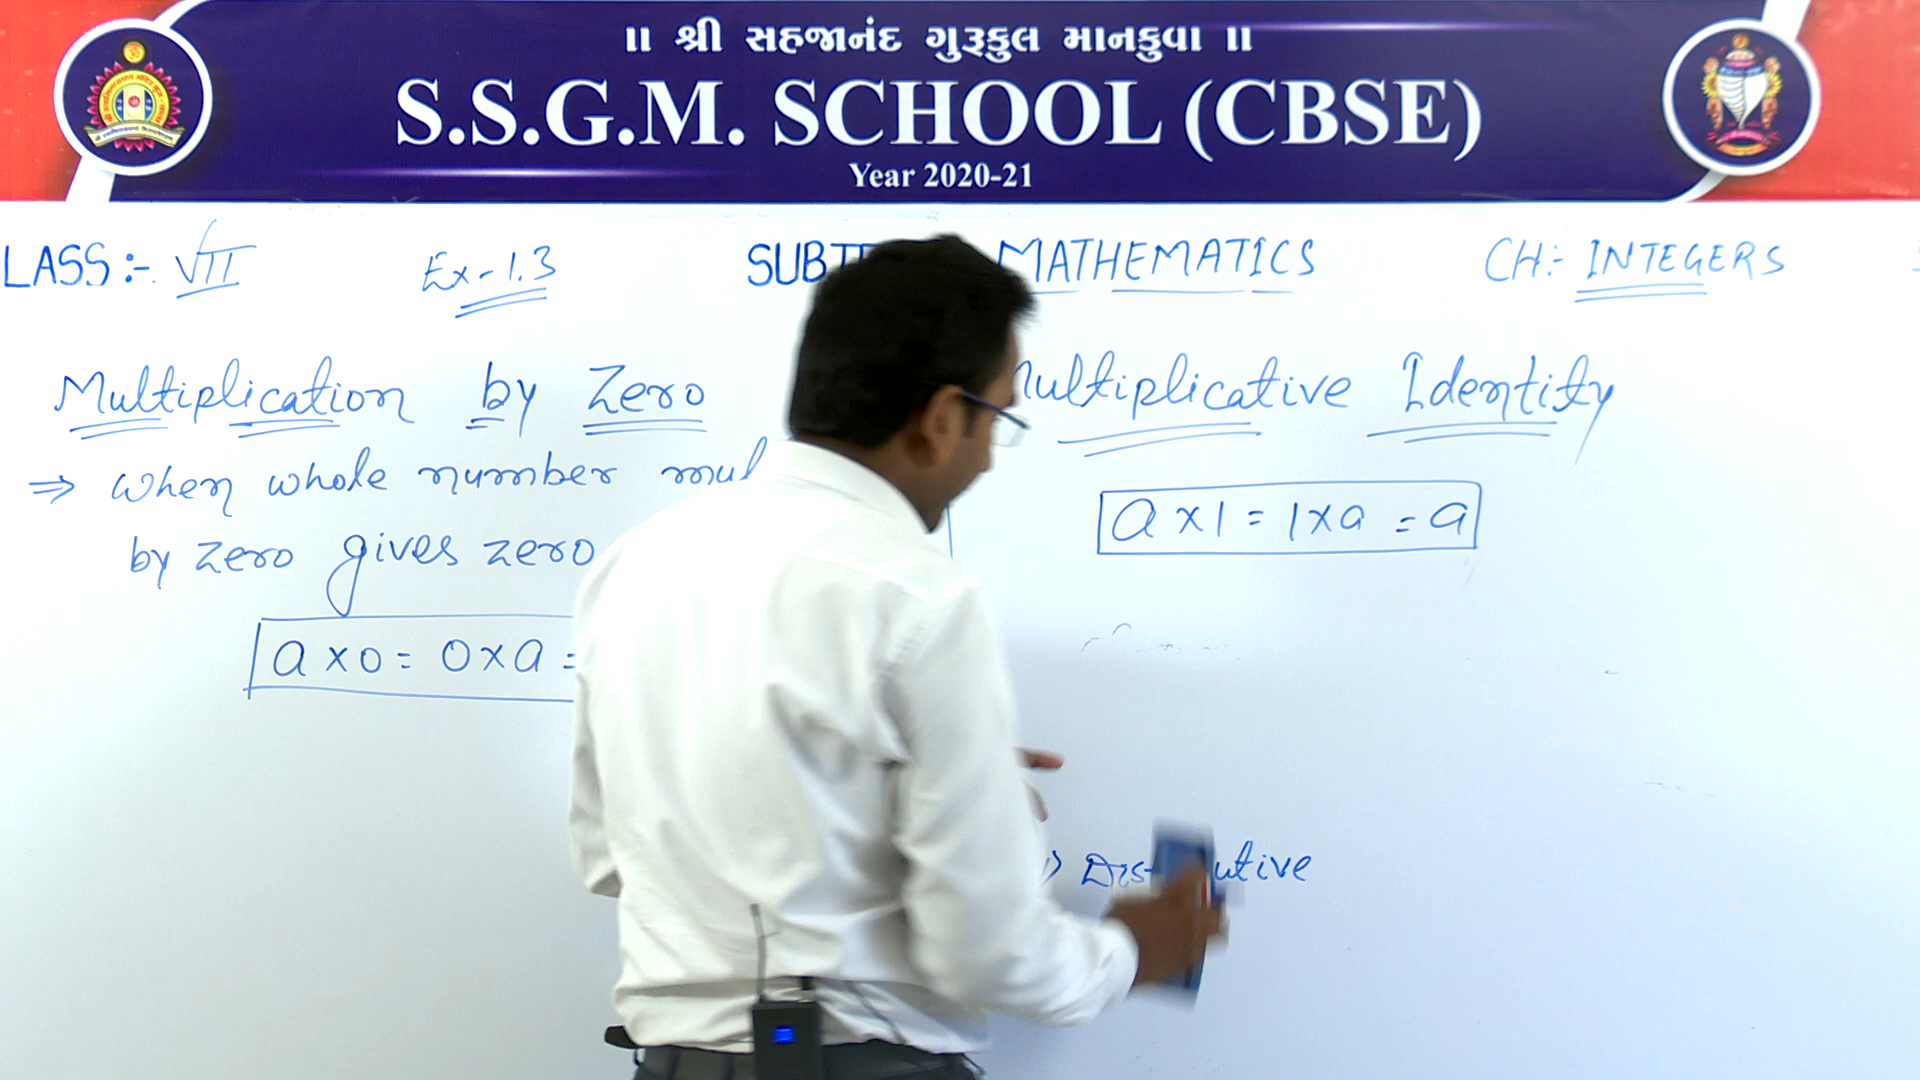 ॥ શ્રી સહજાનંદ ગુરૂકુલ માનકુવા ॥
S.S.G.M. SCHOOL (CBSE)
Year 2020-21
LASS :- VII
Ex-1.3
MATHEMATICS
CH:- INTEGERS
Multiplication by Zero
⇒ When whole number mul
by zero gives zero
a x 0 = 0 x a =
ultiplicative Identity
a x 1 = 1 x a = a